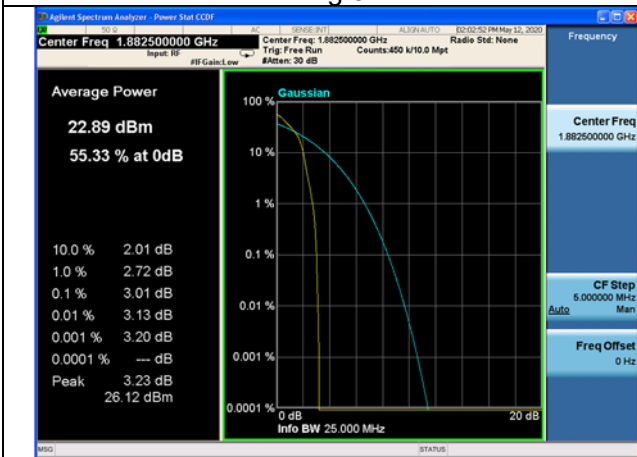 Agilent Spectrum Analyzer - Power Stat CCDF
50 Ω AC SENSE:INT ALIGN AUTO 02:02:52 PM May 12, 2020
Center Freq 1.882500000 GHz
Input: RF
#IFGain:Low
Center Freq: 1.882500000 GHz
Trig: Free Run Counts:450 k/10.0 Mpt
#Atten: 30 dB
Radio Std: None
Frequency
Average Power
22.89 dBm
55.33 % at 0dB
10.0 % 2.01 dB
1.0 % 2.72 dB
0.1 % 3.01 dB
0.01 % 3.13 dB
0.001 % 3.20 dB
0.0001 % --- dB
Peak 3.23 dB
26.12 dBm
Gaussian
100 %
10 %
1 %
0.1 %
0.01 %
0.001 %
0.0001 %
0 dB 20 dB
Info BW 25.000 MHz
Center Freq
1.882500000 GHz
CF Step
5.000000 MHz
Auto Man
Freq Offset
0 Hz
MSG STATUS